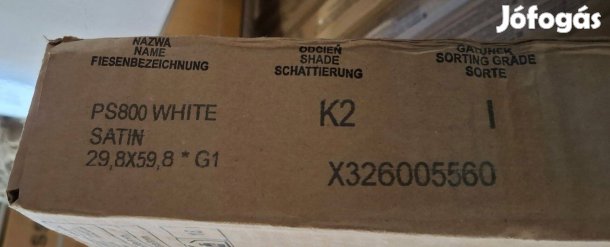 Jófogás
NAZWA
NAME
FIESENBEZEICHNUNG
ODCIEŃ
SHADE
SCHATTIERUNG
GATUNEK
SORTING GRADE
SORTE
PS800 WHITE
SATIN
29,8X59,8 * G1
K2
I
X326005560